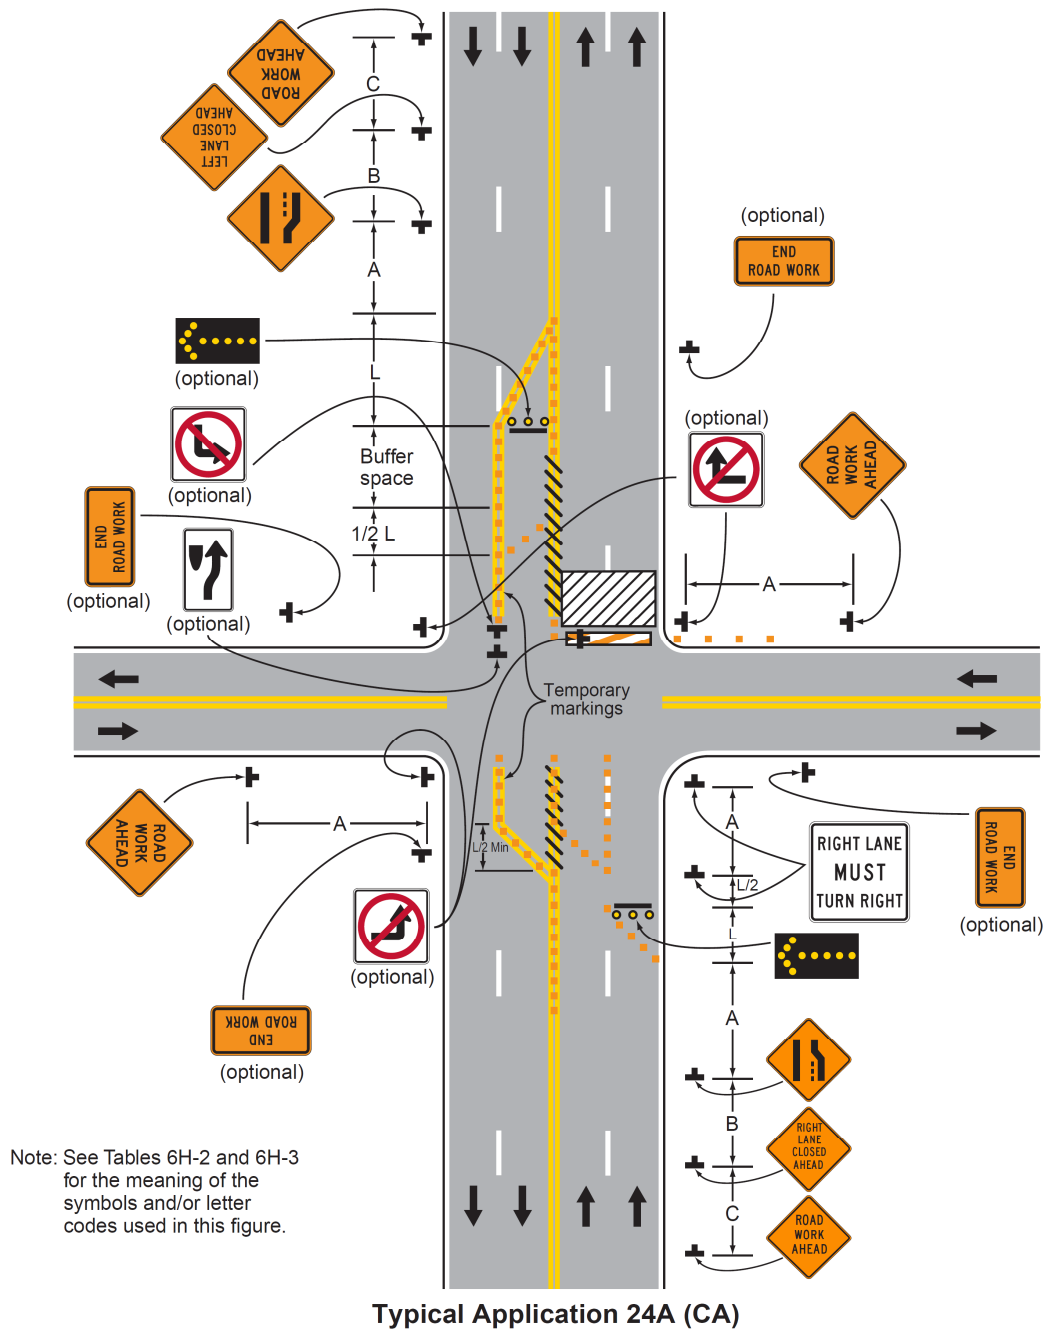 ROAD
WORK
AHEAD
C
LEFT
LANE
CLOSED
AHEAD
B
A
(optional)
END
ROAD WORK
(optional)
L
(optional)
(optional)
ROAD
WORK
AHEAD
Buffer
space
END
ROAD WORK
(optional)
1/2 L
(optional)
A
Temporary
markings
ROAD
WORK
AHEAD
A
L/2 Min
A
RIGHT LANE
MUST
TURN RIGHT
END
ROAD WORK
(optional)
L/2
L
(optional)
END
ROAD WORK
(optional)
A
B
RIGHT
LANE
CLOSED
AHEAD
C
ROAD
WORK
AHEAD
Note: See Tables 6H-2 and 6H-3
for the meaning of the
symbols and/or letter
codes used in this figure.
Typical Application 24A (CA)